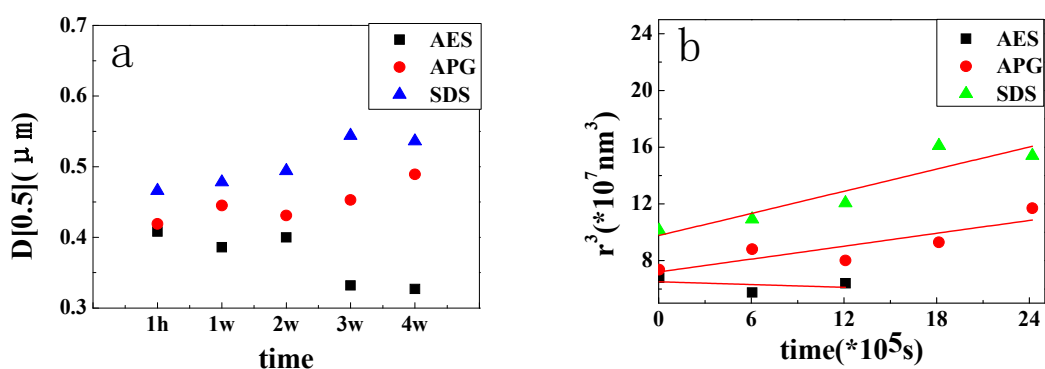 a
AES
APG
SDS
0.7
0.6
0.5
0.4
0.3
D[0.5](μm)
1h 1w 2w 3w 4w
time
b
AES
APG
SDS
24
20
16
12
8
r³(*10⁷nm³)
0 6 12 18 24
time(*10⁵s)